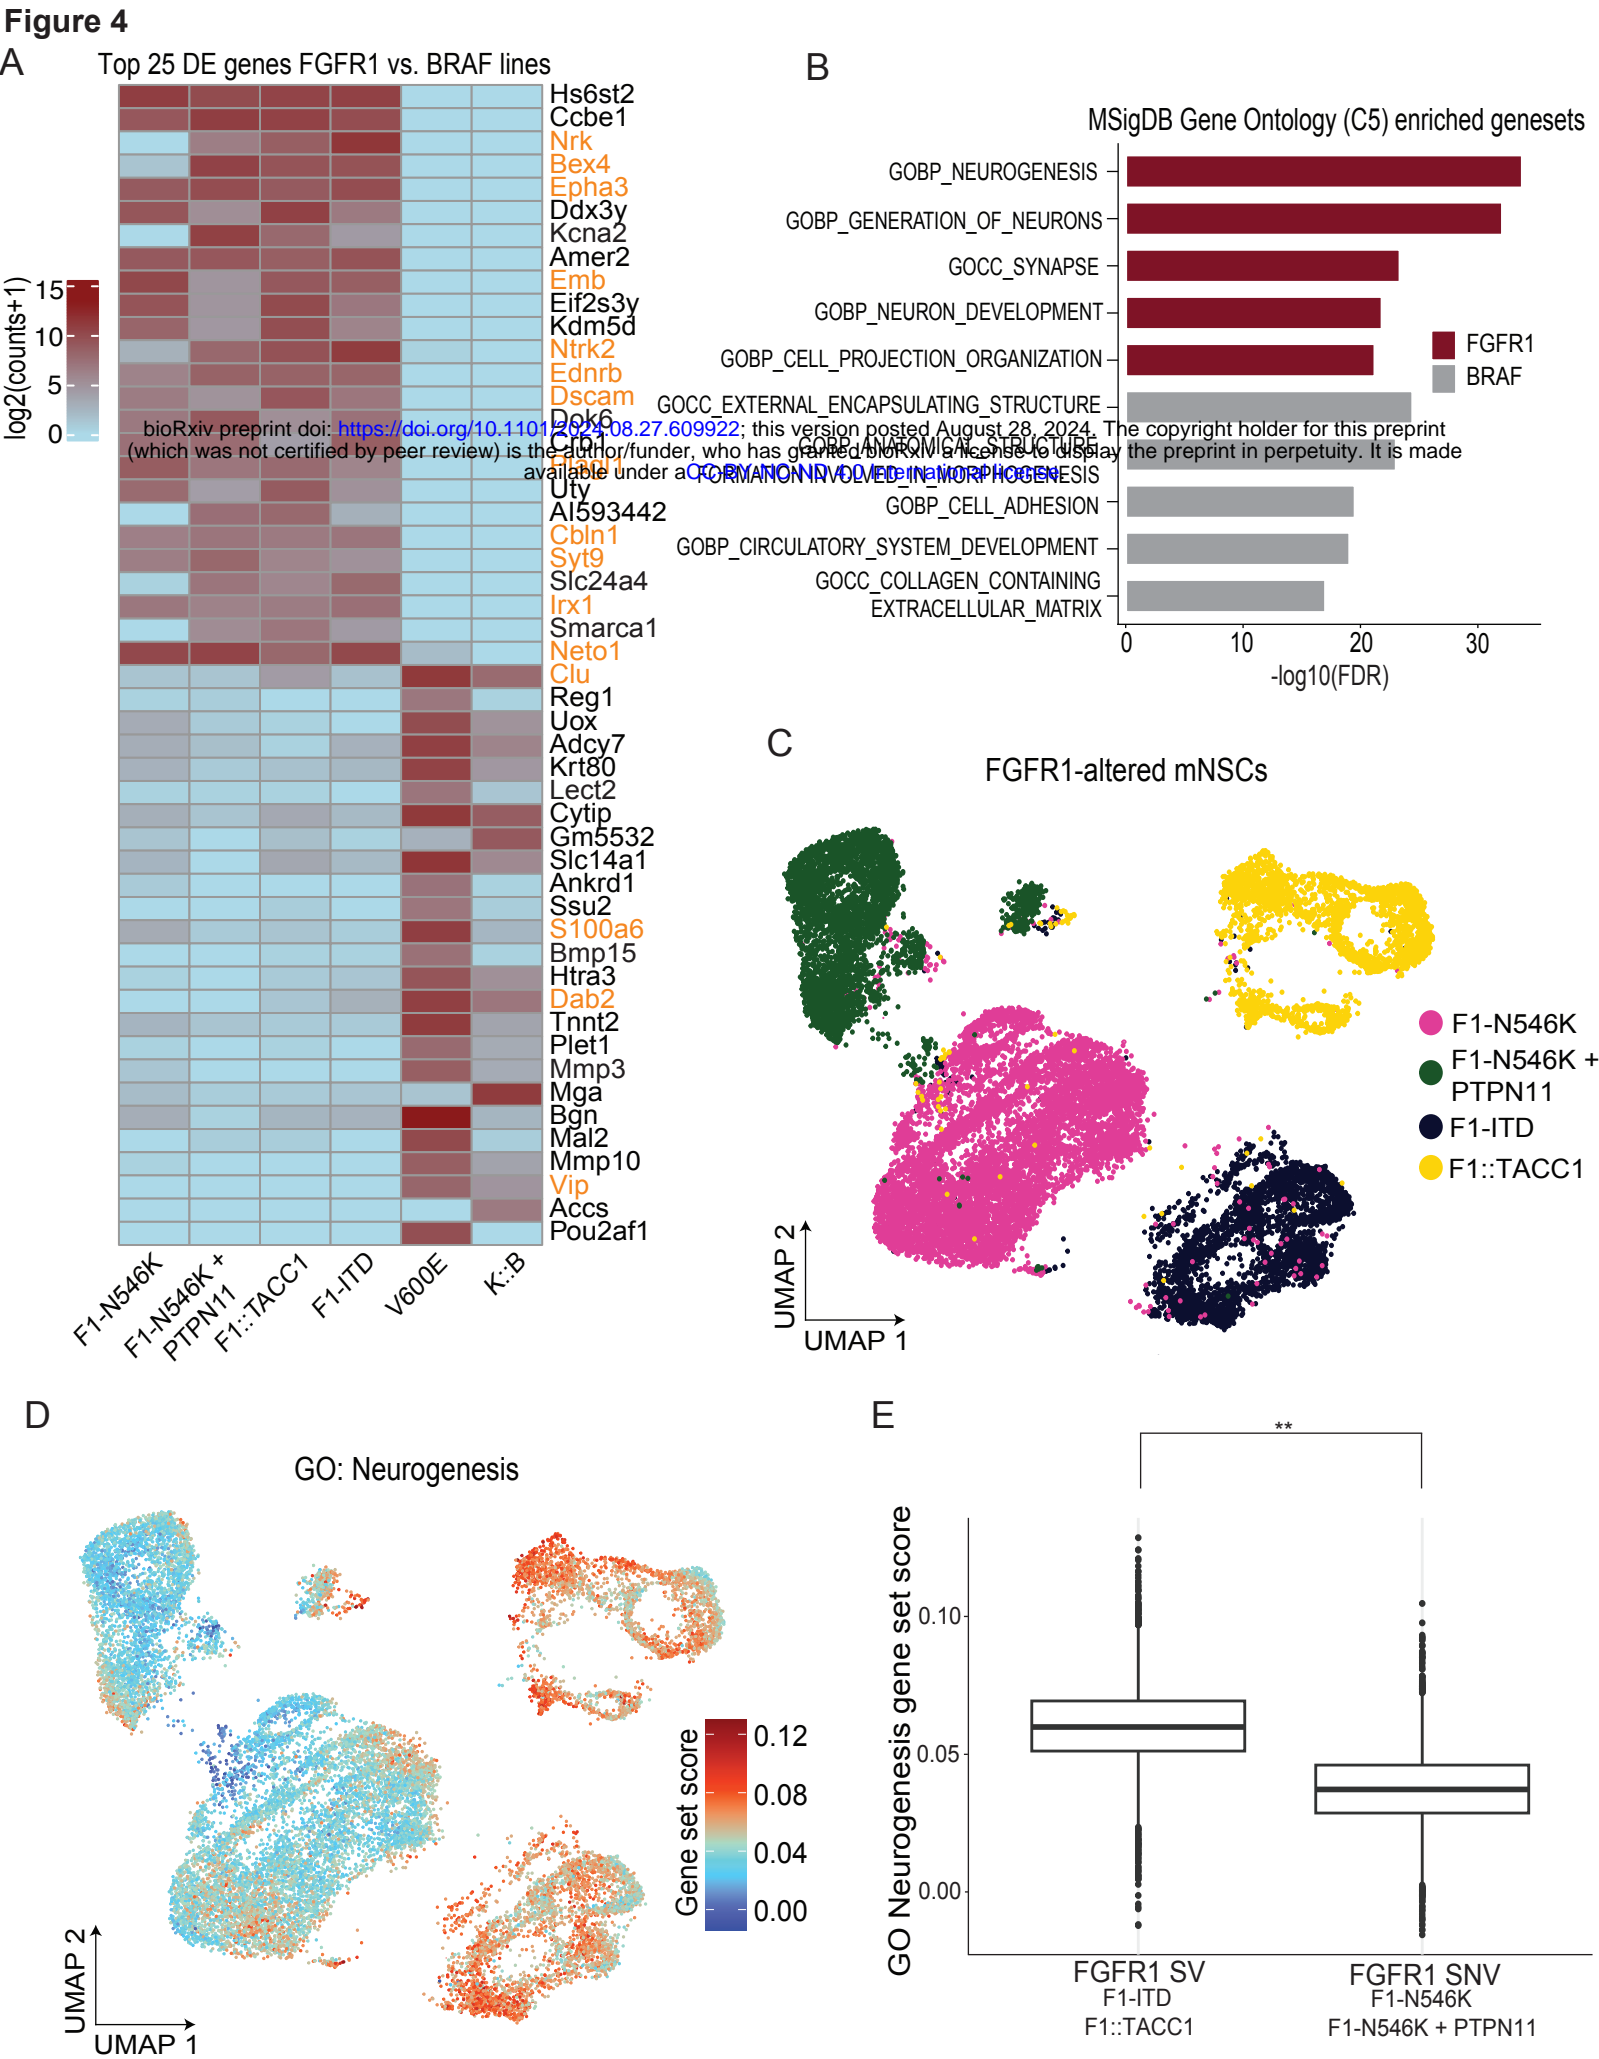 Figure 4
A
Top 25 DE genes FGFR1 vs. BRAF lines
log2(counts+1)
15
10
5
0
Hs6st2
Ccbe1
Nrk
Bex4
Epha3
Ddx3y
Kcna2
Amer2
Emb
Eif2s3y
Kdm5d
Ntrk2
Ednrb
Dscam
Dok6
Crb1
Plagl1
Uty
AI593442
Cbln1
Syt9
Slc24a4
Irx1
Smarca1
Neto1
Clu
Reg1
Uox
Adcy7
Krt80
Lect2
Cytip
Gm5532
Slc14a1
Ankrd1
Ssu2
S100a6
Bmp15
Htra3
Dab2
Tnnt2
Plet1
Mmp3
Mga
Bgn
Mal2
Mmp10
Vip
Accs
Pou2af1
F1-N546K
F1-N546K +
PTPN11
F1::TACC1
F1-ITD
V600E
K::B
bioRxiv preprint doi: https://doi.org/10.1101/2024.08.27.609922; this version posted August 28, 2024. The copyright holder for this preprint
(which was not certified by peer review) is the author/funder, who has granted bioRxiv a license to display the preprint in perpetuity. It is made
available under a CC-BY-NC-ND 4.0 International license.
B
MSigDB Gene Ontology (C5) enriched genesets
GOBP_NEUROGENESIS
GOBP_GENERATION_OF_NEURONS
GOCC_SYNAPSE
GOBP_NEURON_DEVELOPMENT
GOBP_CELL_PROJECTION_ORGANIZATION
GOCC_EXTERNAL_ENCAPSULATING_STRUCTURE
GOBP_ANATOMICAL_STRUCTURE_
FORMATION INVOLVED_IN_MORPHOGENESIS
GOBP_CELL_ADHESION
GOBP_CIRCULATORY_SYSTEM_DEVELOPMENT
GOCC_COLLAGEN_CONTAINING
EXTRACELLULAR_MATRIX
0
10
20
30
-log10(FDR)
FGFR1
BRAF
C
FGFR1-altered mNSCs
F1-N546K
F1-N546K +
PTPN11
F1-ITD
F1::TACC1
UMAP 2
UMAP 1
D
GO: Neurogenesis
Gene set score
0.12
0.08
0.04
0.00
UMAP 2
UMAP 1
E
**
GO Neurogenesis gene set score
0.10
0.05
0.00
FGFR1 SV
F1-ITD
F1::TACC1
FGFR1 SNV
F1-N546K
F1-N546K + PTPN11